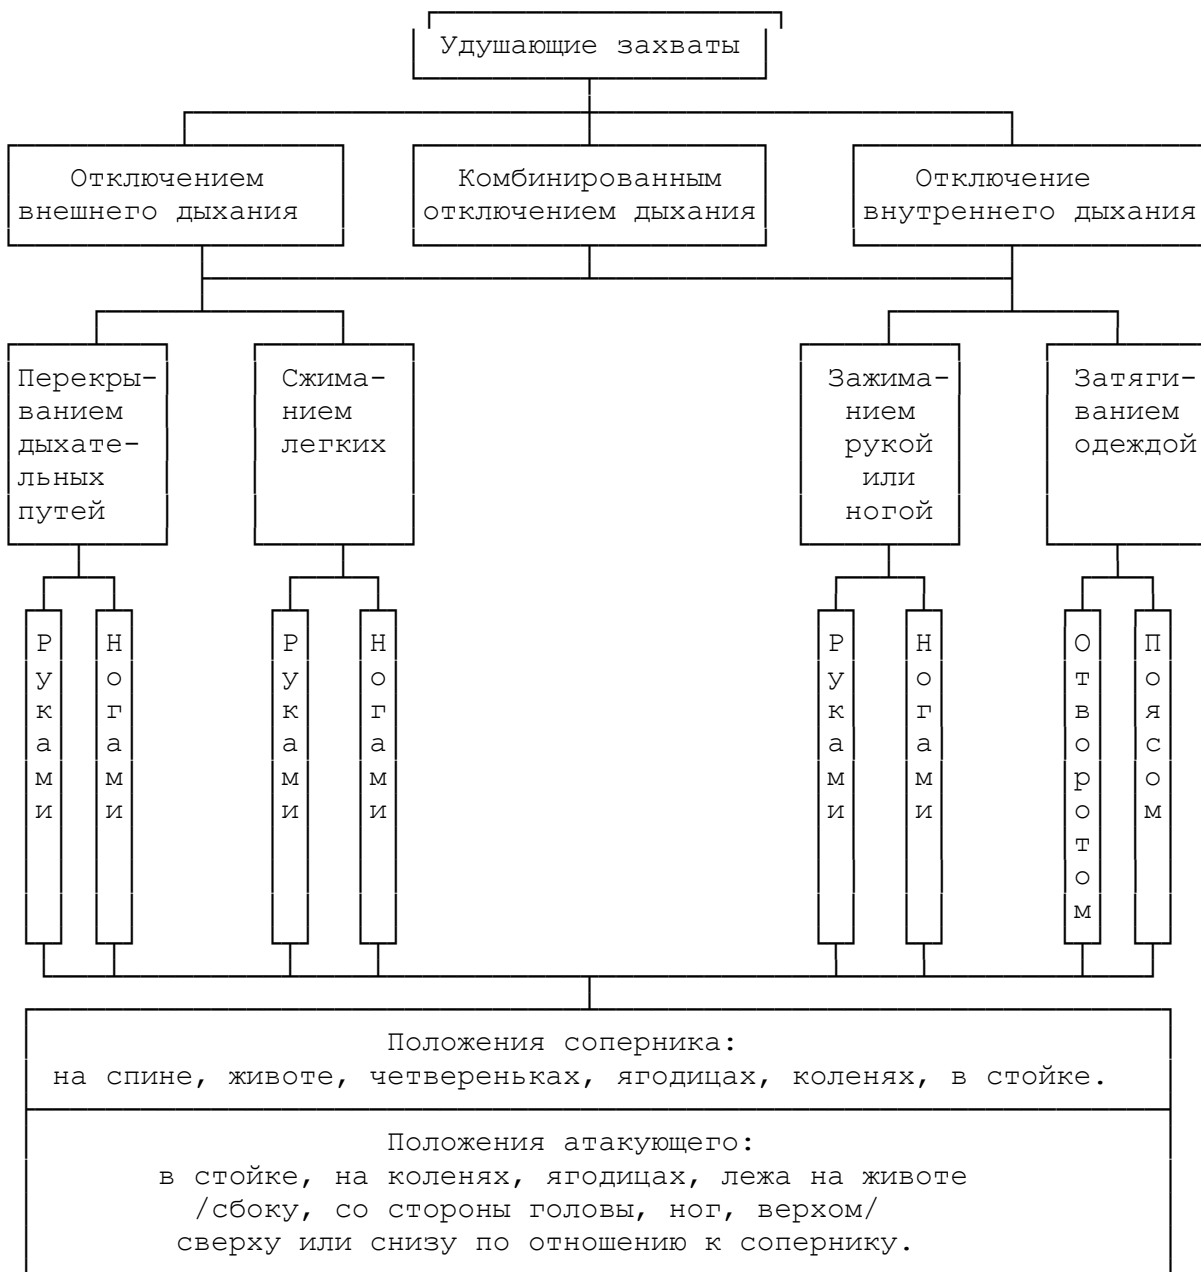 Удушающие захваты
Отключением
внешнего дыхания
Комбинированным
отключением дыхания
Отключение
внутреннего дыхания
Перекры-
ванием
дыхате-
льных
путей
Сжима-
нием
легких
Зажима-
нием
рукой
или
ногой
Затяги-
ванием
одеждой
Руками
Ногами
Руками
Ногами
Руками
Ногами
Отворотом
Поясом
Положения соперника:
на спине, животе, четвереньках, ягодицах, коленях, в стойке.
Положения атакующего:
в стойке, на коленях, ягодицах, лежа на животе
/сбоку, со стороны головы, ног, верхом/
сверху или снизу по отношению к сопернику.